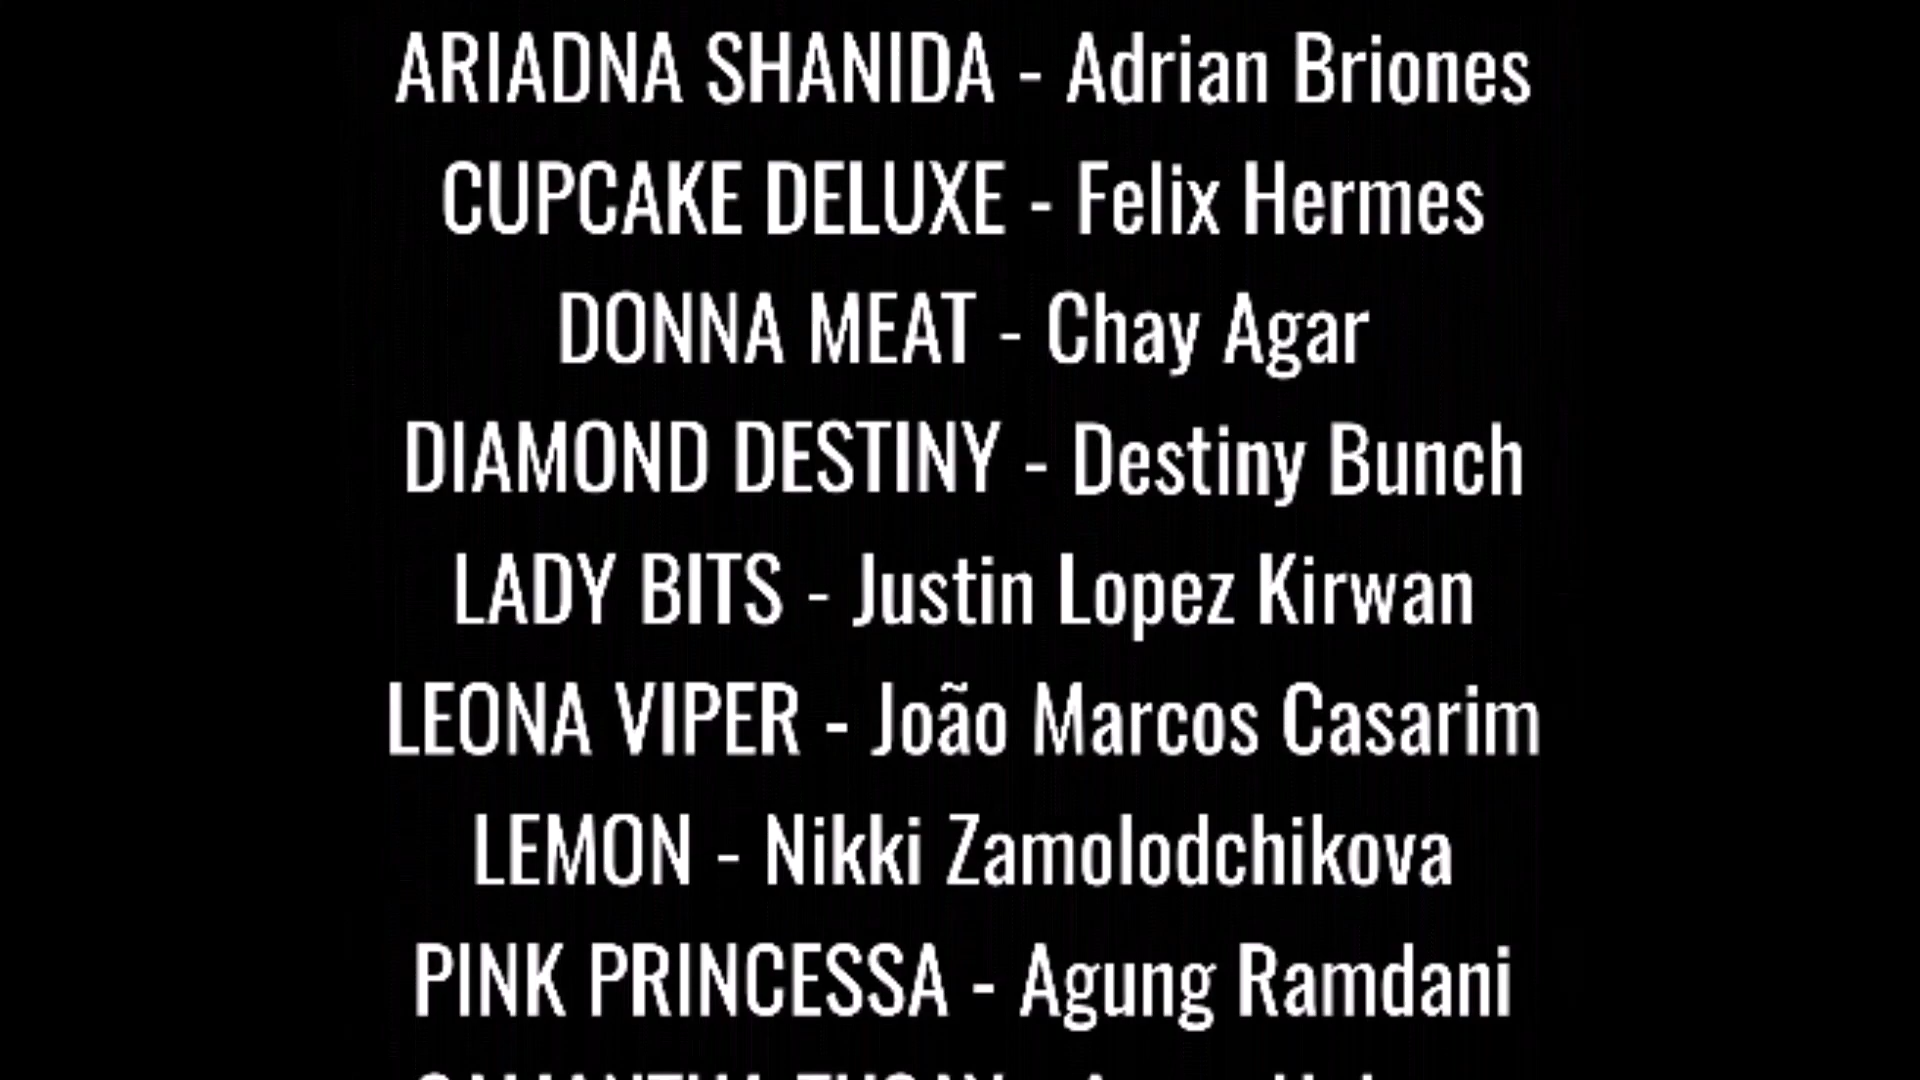 ARIADNA SHANIDA - Adrian Briones
CUPCAKE DELUXE - Felix Hermes
DONNA MEAT - Chay Agar
DIAMOND DESTINY - Destiny Bunch
LADY BITS - Justin Lopez Kirwan
LEONA VIPER - João Marcos Casarim
LEMON - Nikki Zamolodchikova
PINK PRINCESSA - Agung Ramdani